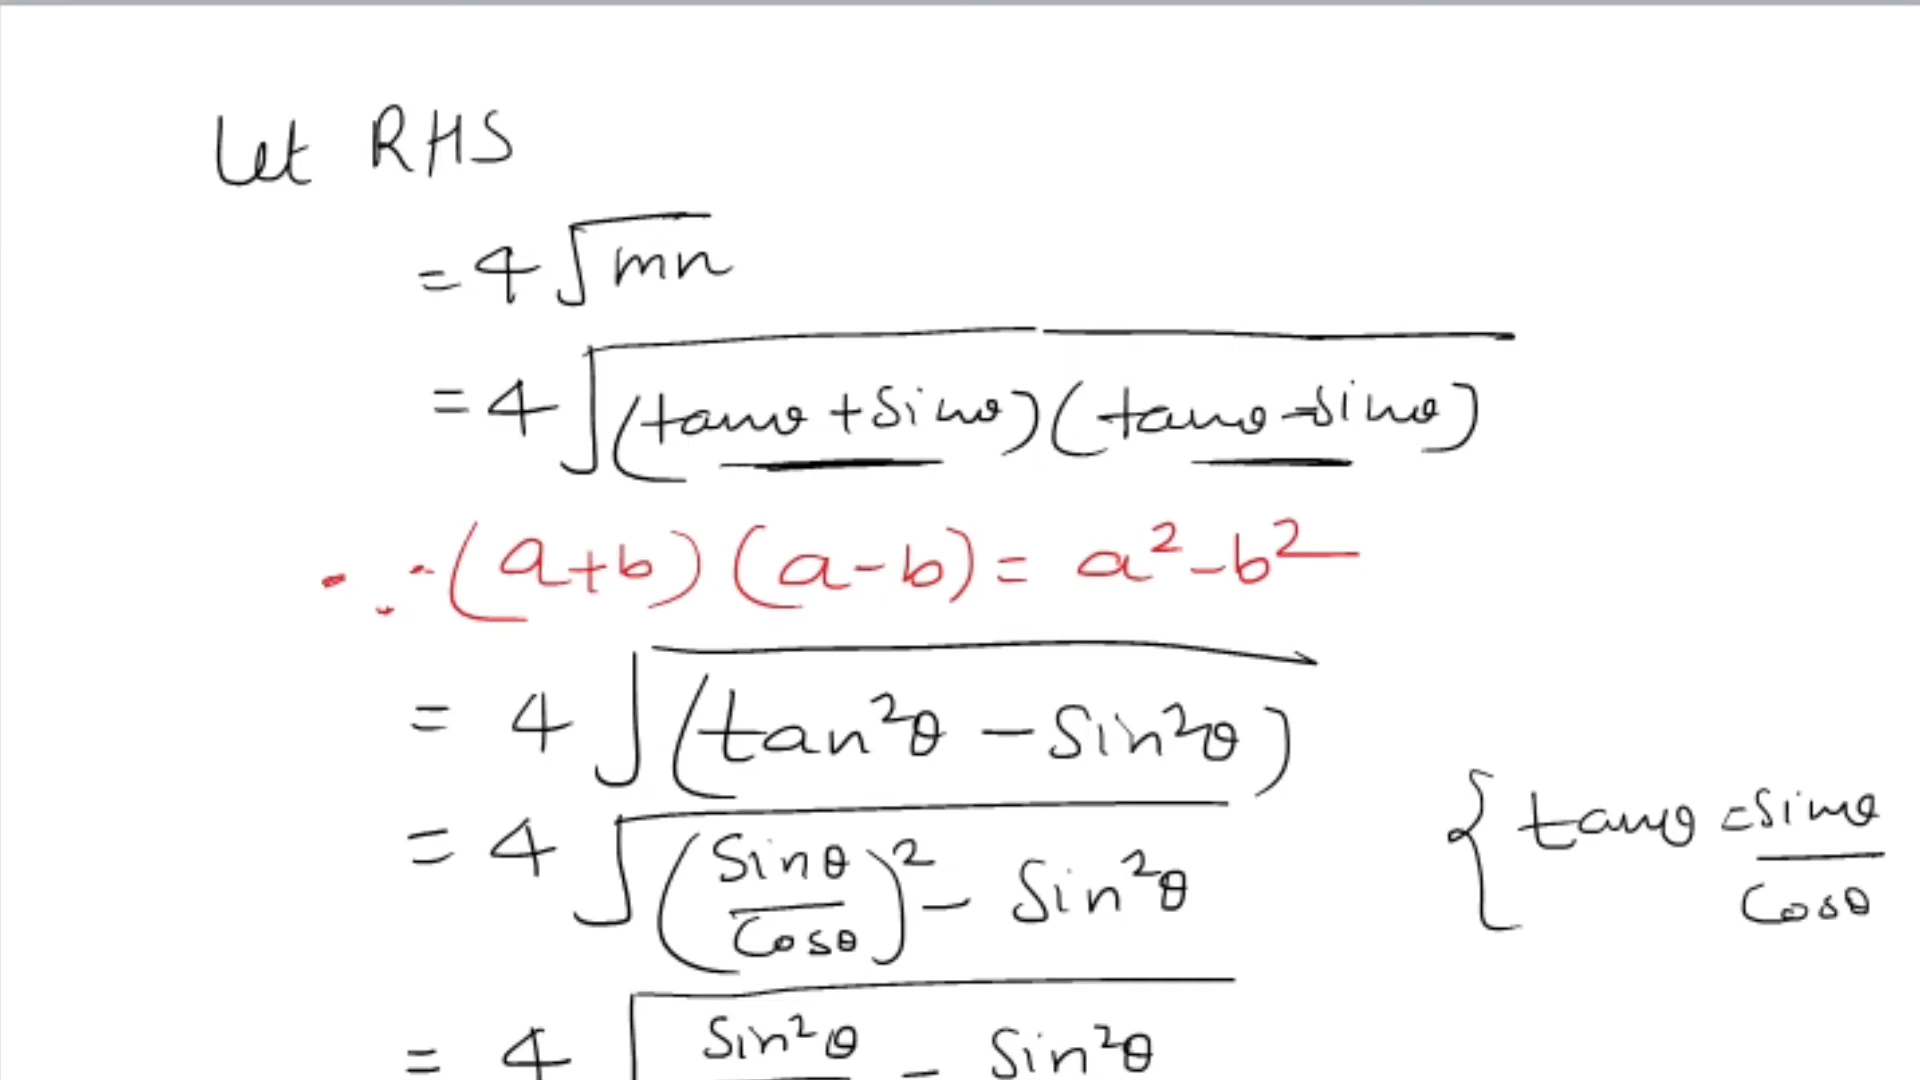 Let RHS
= 4√mn
= 4√(tanθ + Sinθ)(tanθ - Sinθ)
∵ (a+b)(a-b) = a² - b²
= 4√(tan²θ - Sin²θ)
= 4√(Sinθ/Cosθ)² - Sin²θ
{ tanθ = Sinθ/Cosθ
= 4√Sin²θ - Sin²θ